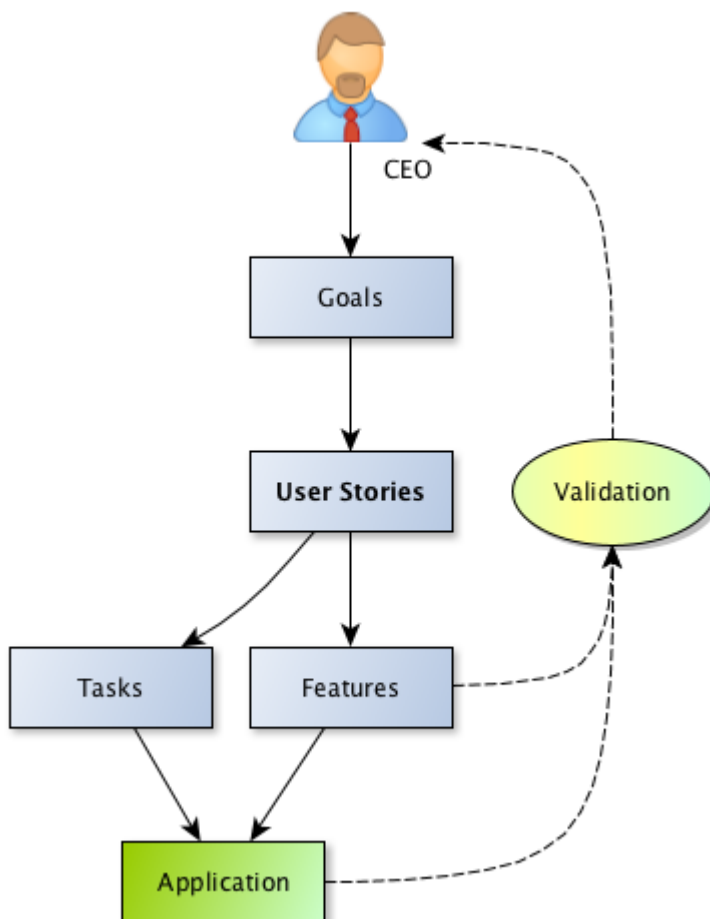 CEO
Goals
User Stories
Validation
Tasks
Features
Application